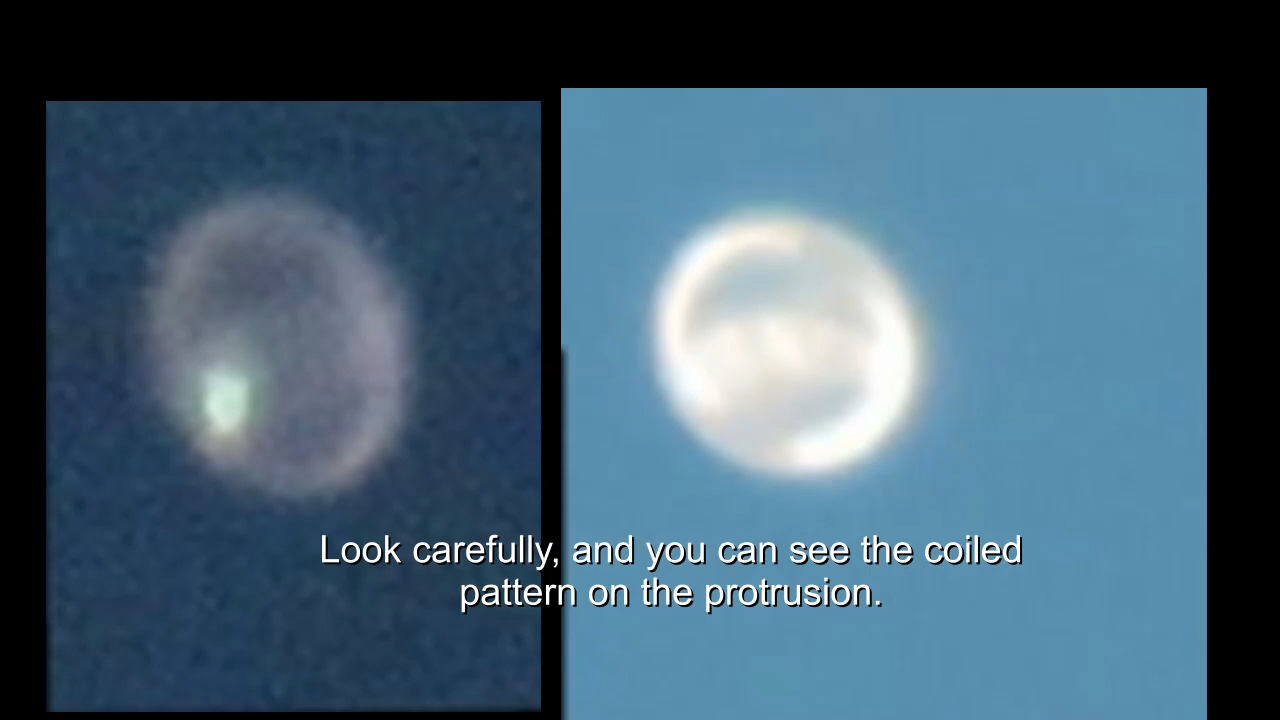 Look carefully, and you can see the coiled
pattern on the protrusion.